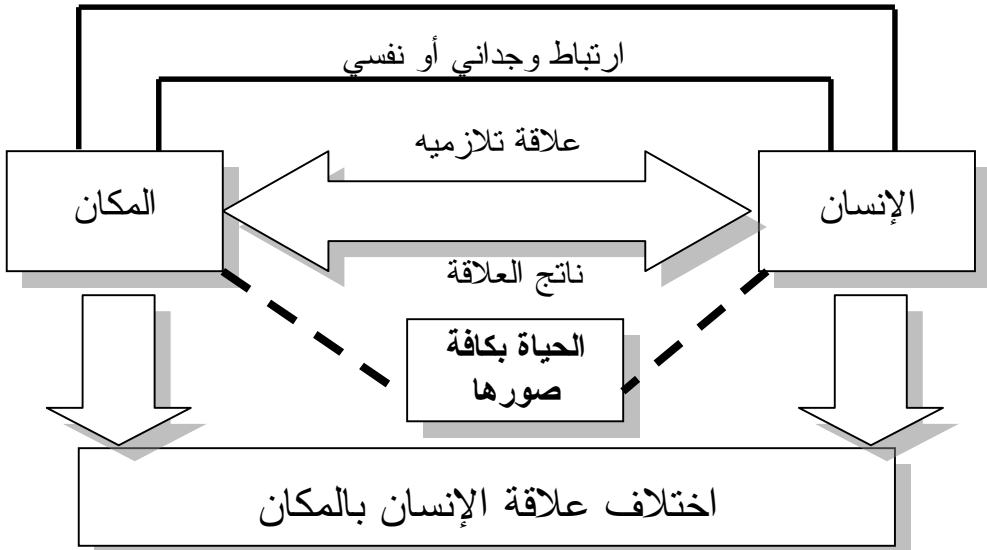 ارتباط وجداني أو نفسي
علاقة تلازميه
الإنسان
المكان
ناتج العلاقة
الحياة بكافة
صورها
اختلاف علاقة الإنسان بالمكان